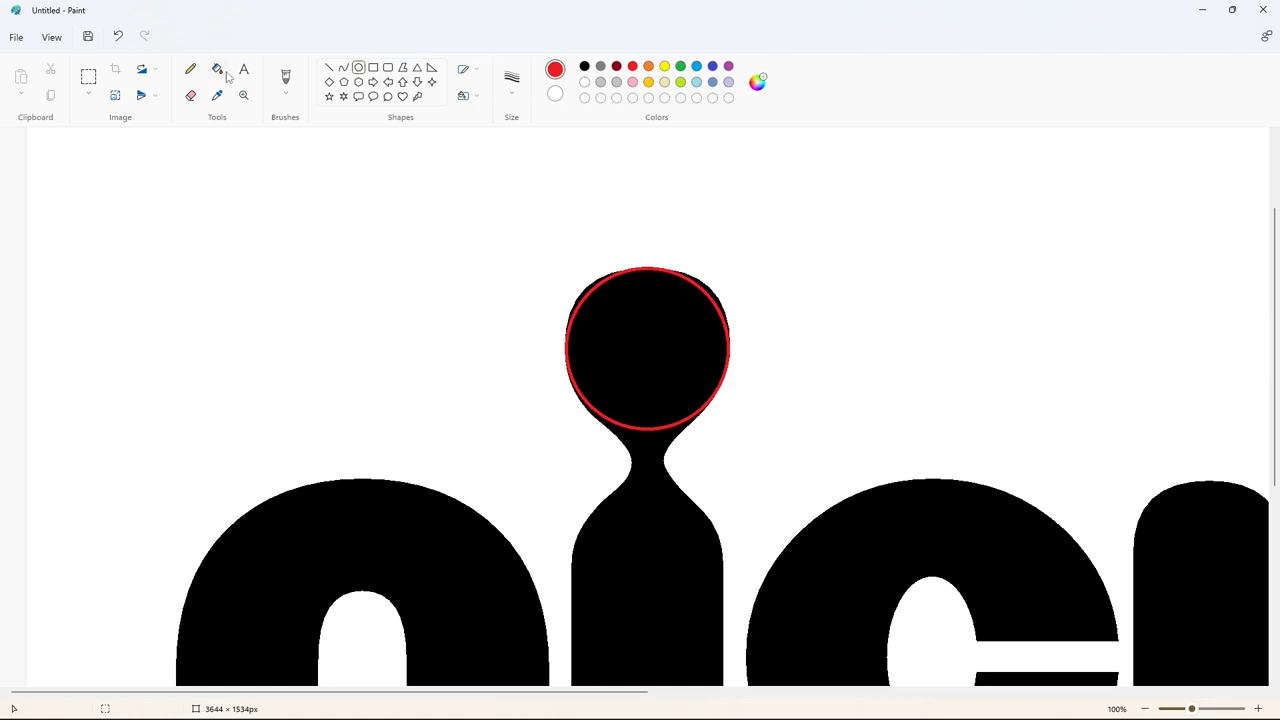 Untitled - Paint
File View
Clipboard Image Tools Brushes Shapes Size Colors
3644 × 1534px 100%